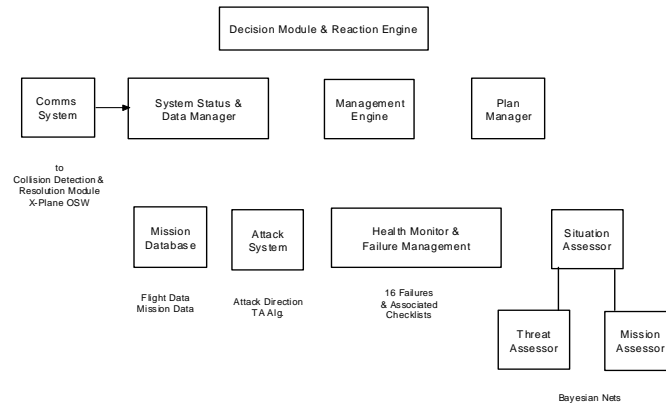 Decision Module & Reaction Engine
Comms
System
System Status &
Data Manager
Management
Engine
Plan
Manager
to
Collision Detection &
Resolution Module
X-Plane OSW
Mission
Database
Attack
System
Health Monitor &
Failure Management
Situation
Assessor
Flight Data
Mission Data
Attack Direction
TA Alg.
16 Failures
& Associated
Checklists
Threat
Assessor
Mission
Assessor
Bayesian Nets